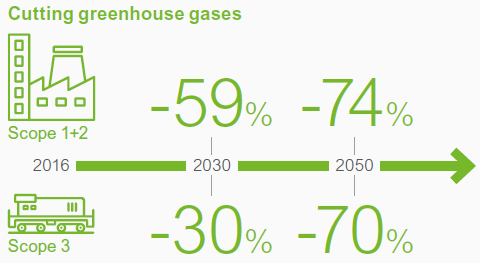 Cutting greenhouse gases
-59% -74%
Scope 1+2
2016 2030 2050
-30% -70%
Scope 3